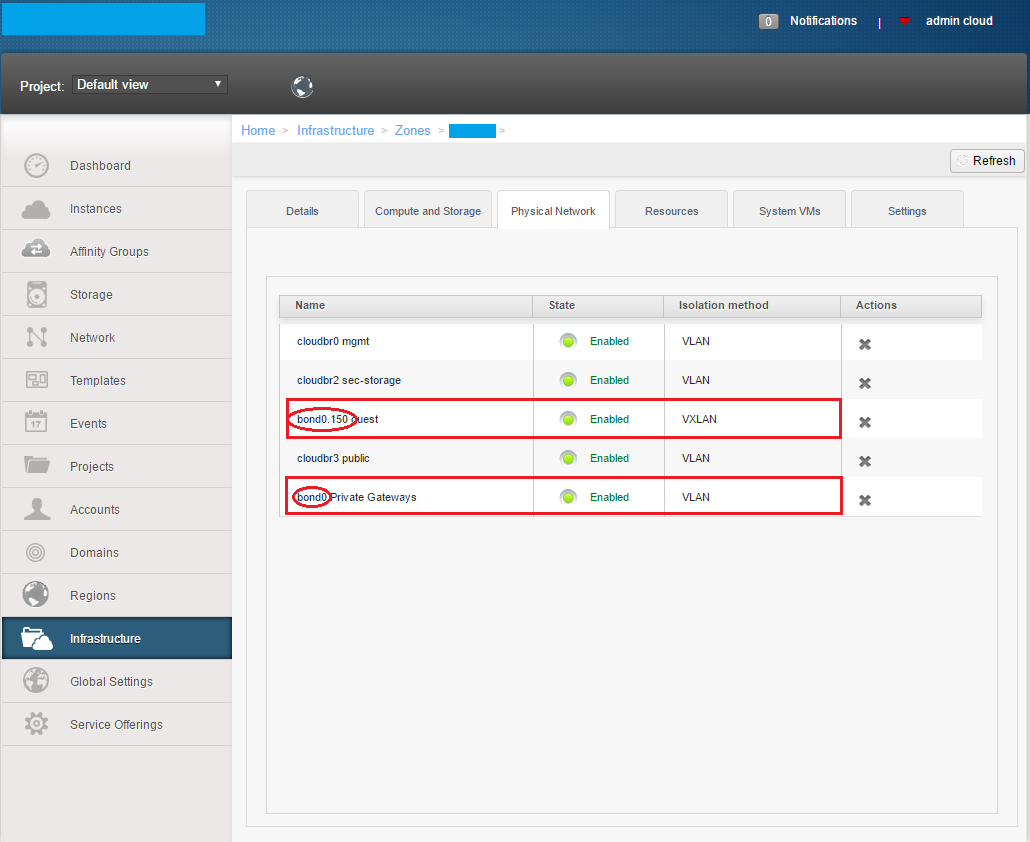 0 Notifications | admin cloud
Project: Default view
Home > Infrastructure > Zones > >
Refresh
Details Compute and Storage Physical Network Resources System VMs Settings
Dashboard
Instances
Affinity Groups
Storage
Network
Templates
17 Events
Projects
Accounts
Domains
Regions
Infrastructure
Global Settings
Service Offerings
Name State Isolation method Actions
cloudbr0 mgmt Enabled VLAN
cloudbr2 sec-storage Enabled VLAN
bond0.150 guest Enabled VXLAN
cloudbr3 public Enabled VLAN
bond0 Private Gateways Enabled VLAN